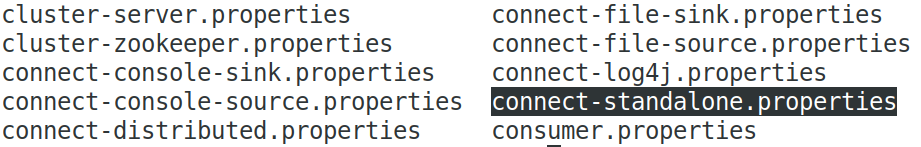 cluster-server.properties connect-file-sink.properties
cluster-zookeeper.properties connect-file-source.properties
connect-console-sink.properties connect-log4j.properties
connect-console-source.properties connect-standalone.properties
connect-distributed.properties consumer.properties